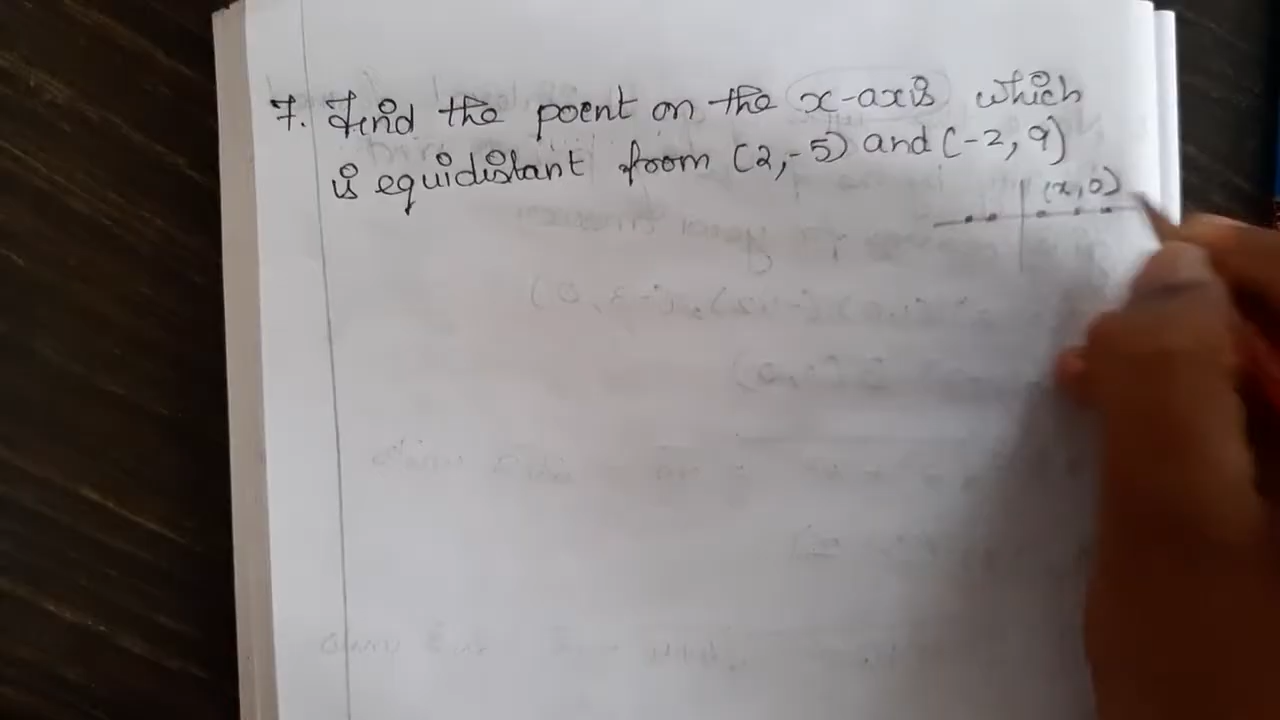 7. Find the point on the x-axis which
is equidistant from (2,-5) and (-2, 9)
(x, 0)